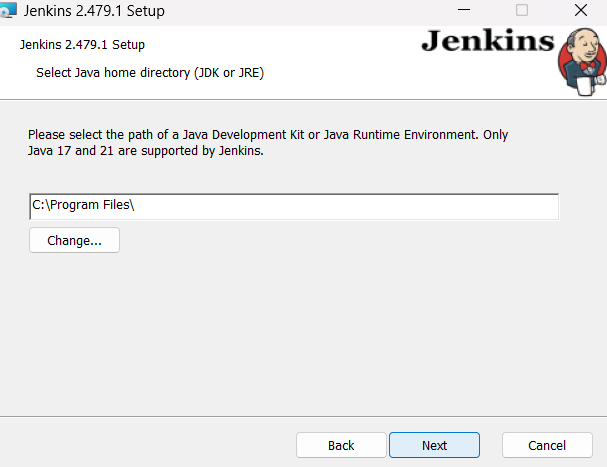 Jenkins 2.479.1 Setup
Jenkins 2.479.1 Setup
Jenkins
Select Java home directory (JDK or JRE)
Please select the path of a Java Development Kit or Java Runtime Environment. Only
Java 17 and 21 are supported by Jenkins.
C:\Program Files\
Change...
Back
Next
Cancel